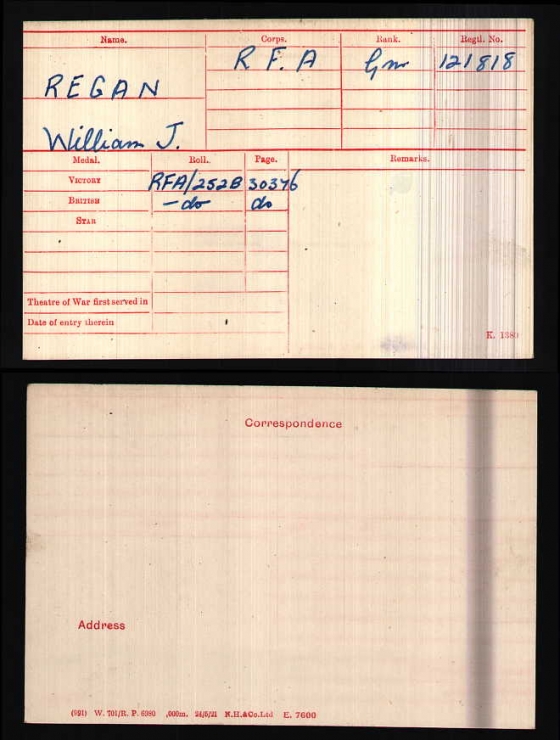 Name. Corps. Rank. Regtl. No.
R. F. A Gnr 121818
REGAN
William J.
Medal. Roll. Page. Remarks.
VICTORY RFA/252B 30376
BRITISH - do do
STAR
Theatre of War first served in
Date of entry therein
K. 1380
Correspondence
Address
(991) W. 701/R. P. 6980 ,000m. 24/5/21 N.H.&Co.Ltd E. 7600